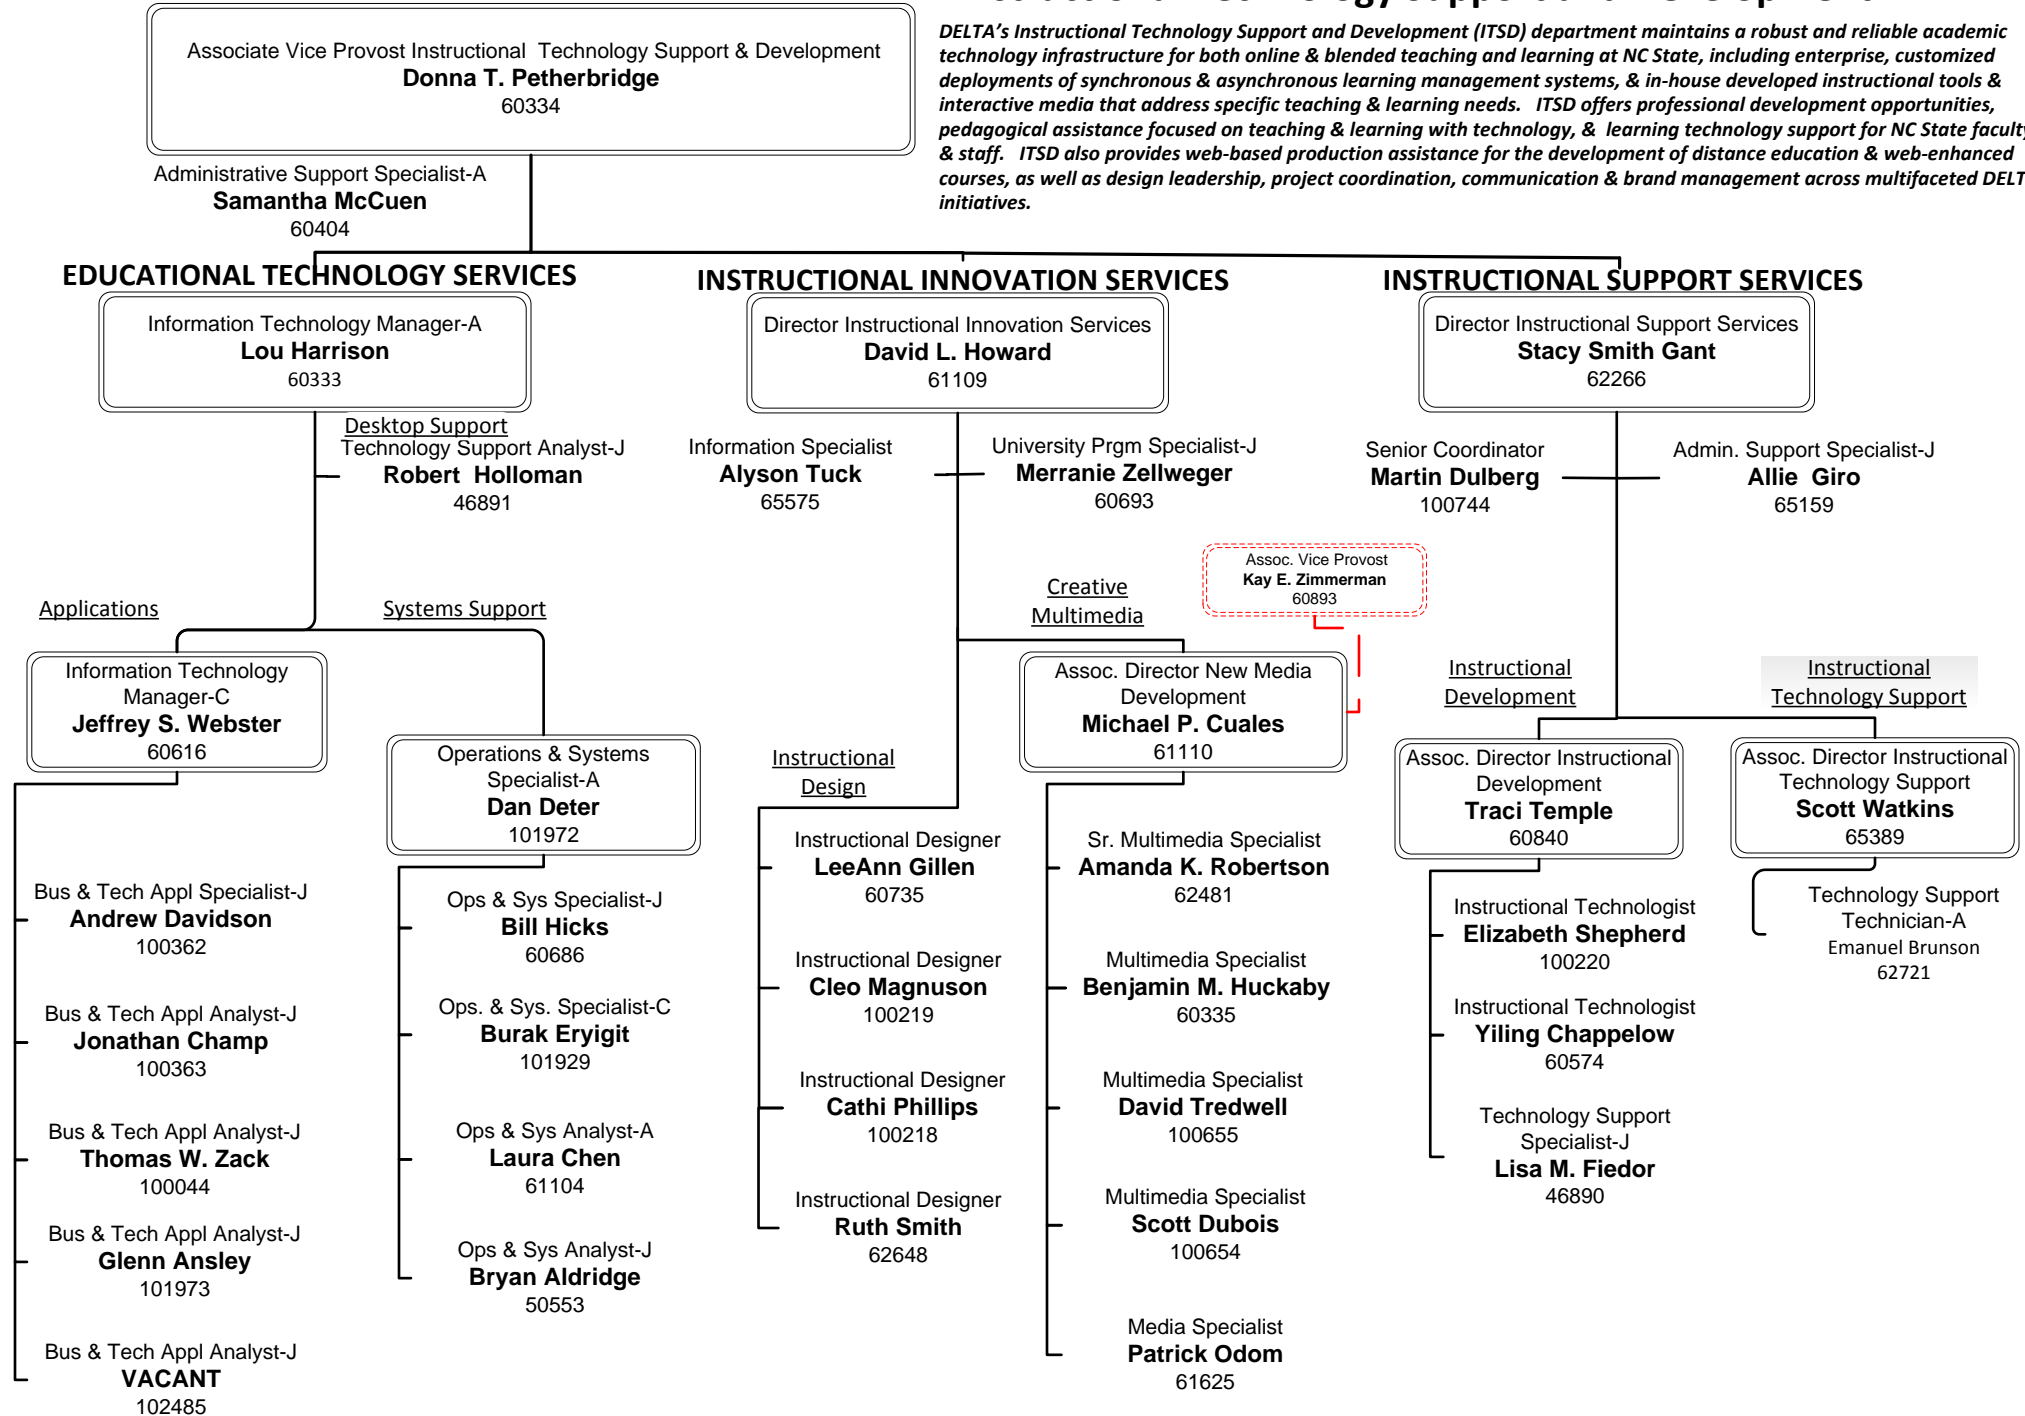 Associate Vice Provost Instructional Technology Support & Development
Donna T. Petherbridge
60334
DELTA's Instructional Technology Support and Development (ITSD) department maintains a robust and reliable academic
technology infrastructure for both online & blended teaching and learning at NC State, including enterprise, customized
deployments of synchronous & asynchronous learning management systems, & in-house developed instructional tools &
interactive media that address specific teaching & learning needs. ITSD offers professional development opportunities,
pedagogical assistance focused on teaching & learning with technology, & learning technology support for NC State faculty
& staff. ITSD also provides web-based production assistance for the development of distance education & web-enhanced
courses, as well as design leadership, project coordination, communication & brand management across multifaceted DELT
initiatives.
Administrative Support Specialist-A
Samantha McCuen
60404
EDUCATIONAL TECHNOLOGY SERVICES
Information Technology Manager-A
Lou Harrison
60333
Desktop Support
Technology Support Analyst-J
Robert Holloman
46891
Applications
Information Technology
Manager-C
Jeffrey S. Webster
60616
Bus & Tech Appl Specialist-J
Andrew Davidson
100362
Bus & Tech Appl Analyst-J
Jonathan Champ
100363
Bus & Tech Appl Analyst-J
Thomas W. Zack
100044
Bus & Tech Appl Analyst-J
Glenn Ansley
101973
Bus & Tech Appl Analyst-J
VACANT
102485
Systems Support
Operations & Systems
Specialist-A
Dan Deter
101972
Ops & Sys Specialist-J
Bill Hicks
60686
Ops. & Sys. Specialist-C
Burak Eryigit
101929
Ops & Sys Analyst-A
Laura Chen
61104
Ops & Sys Analyst-J
Bryan Aldridge
50553
INSTRUCTIONAL INNOVATION SERVICES
Director Instructional Innovation Services
David L. Howard
61109
Information Specialist
Alyson Tuck
65575
University Prgm Specialist-J
Merranie Zellweger
60693
Assoc. Vice Provost
Kay E. Zimmerman
60893
Instructional
Design
Instructional Designer
LeeAnn Gillen
60735
Instructional Designer
Cleo Magnuson
100219
Instructional Designer
Cathi Phillips
100218
Instructional Designer
Ruth Smith
62648
Creative
Multimedia
Assoc. Director New Media
Development
Michael P. Cuales
61110
Sr. Multimedia Specialist
Amanda K. Robertson
62481
Multimedia Specialist
Benjamin M. Huckaby
60335
Multimedia Specialist
David Tredwell
100655
Multimedia Specialist
Scott Dubois
100654
Media Specialist
Patrick Odom
61625
INSTRUCTIONAL SUPPORT SERVICES
Director Instructional Support Services
Stacy Smith Gant
62266
Senior Coordinator
Martin Dulberg
100744
Admin. Support Specialist-J
Allie Giro
65159
Instructional
Development
Assoc. Director Instructional
Development
Traci Temple
60840
Instructional Technologist
Elizabeth Shepherd
100220
Instructional Technologist
Yiling Chappelow
60574
Technology Support
Specialist-J
Lisa M. Fiedor
46890
Instructional
Technology Support
Assoc. Director Instructional
Technology Support
Scott Watkins
65389
Technology Support
Technician-A
Emanuel Brunson
62721